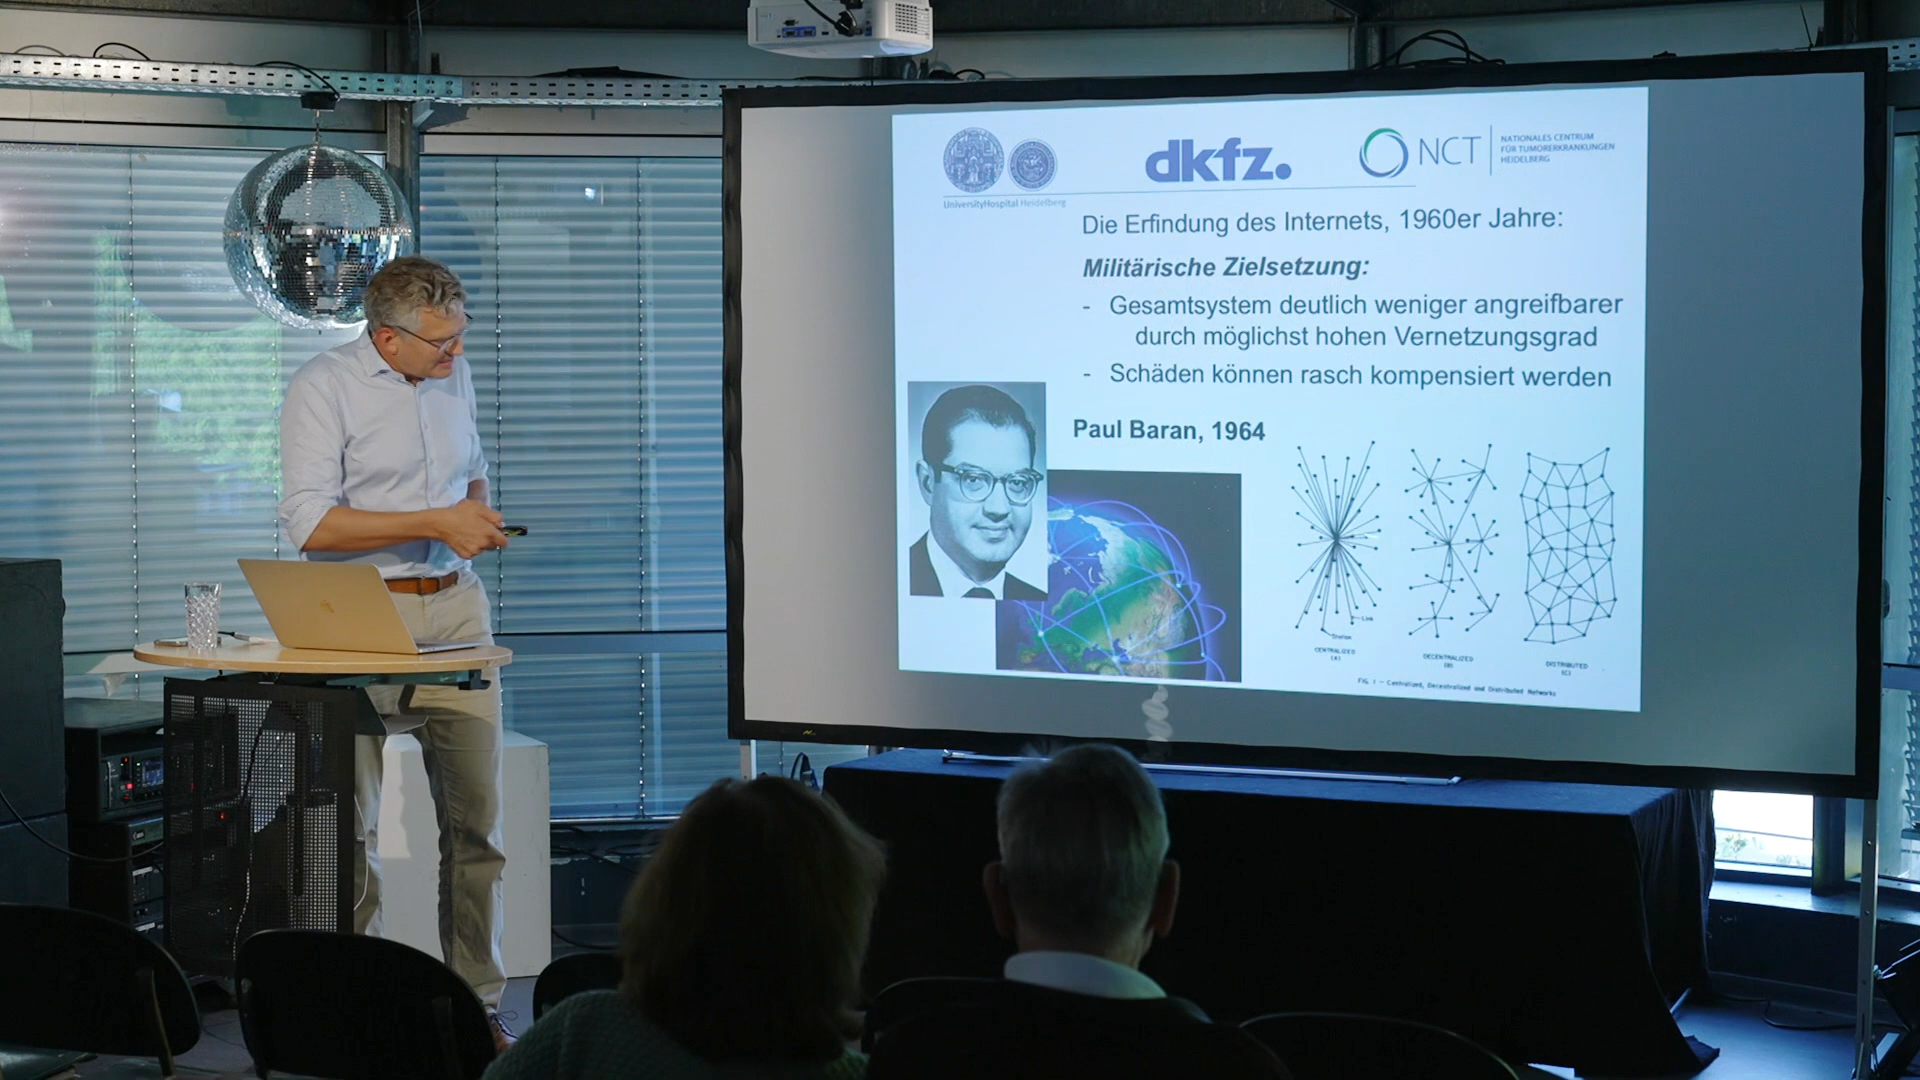 UniversityHospital Heidelberg
dkfz.
NCT
NATIONALES CENTRUM
FÜR TUMORERKRANKUNGEN
HEIDELBERG
Die Erfindung des Internets, 1960er Jahre:
Militärische Zielsetzung:
- Gesamtsystem deutlich weniger angreifbarer
durch möglichst hohen Vernetzungsgrad
- Schäden können rasch kompensiert werden
Paul Baran, 1964
Link
Station
CENTRALIZED
(A)
DECENTRALIZED
(B)
DISTRIBUTED
(C)
FIG. 1 – Centralized, Decentralized and Distributed Networks